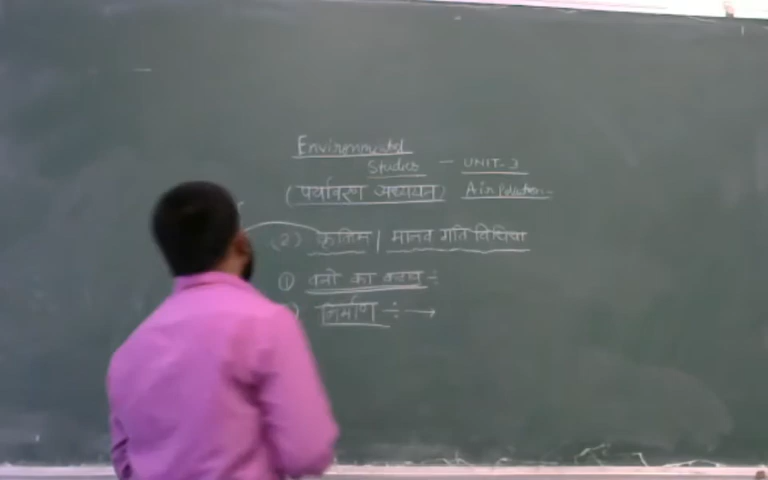 Environmental
Studies - UNIT-3
(पर्यावरण अध्ययन) Air Pollution -
(2) कृत्रिम / मानव गति विधिया
① वनो का कटाव ÷
निर्माण ÷ →